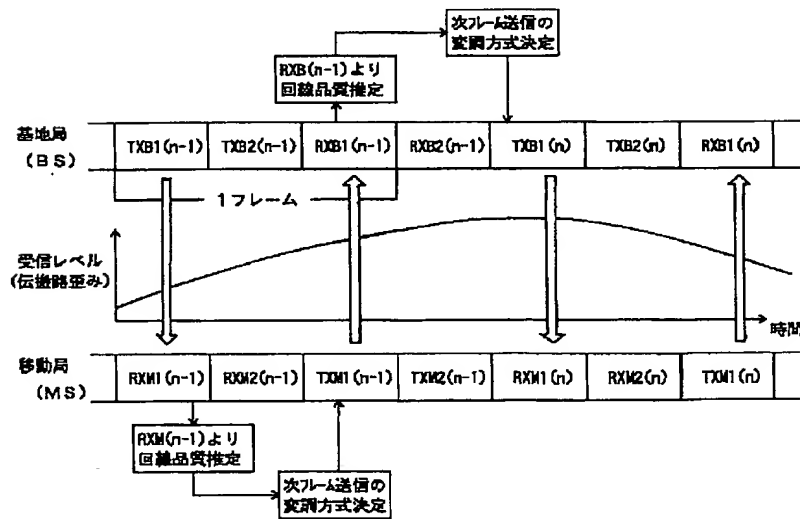 次フレーム送信の
変調方式決定
RXB(n-1)より
回線品質推定
基地局
(BS)
TXB1(n-1)
TXB2(n-1)
RXB1(n-1)
RXB2(n-1)
TXB1(n)
TXB2(n)
RXB1(n)
1フレーム
受信レベル
(伝搬路歪み)
時間
移動局
(MS)
RXM1(n-1)
RXM2(n-1)
TXM1(n-1)
TXM2(n-1)
RXM1(n)
RXM2(n)
TXM1(n)
RXM(n-1)より
回線品質推定
次フレーム送信の
変調方式決定